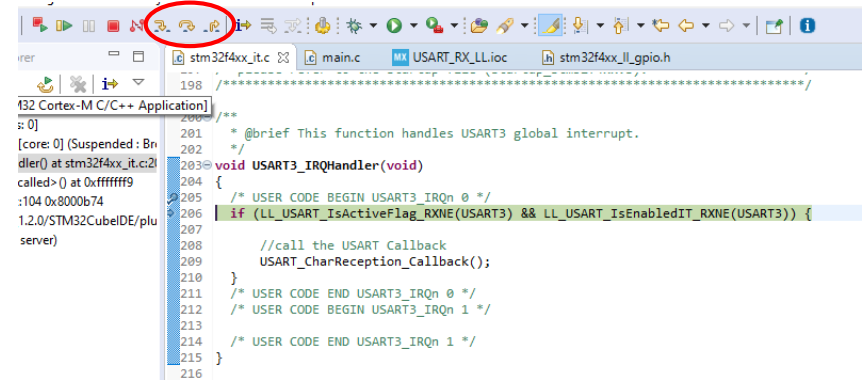 stm32f4xx_it.c
main.c
MX USART_RX_LL.ioc
stm32f4xx_ll_gpio.h
orer
M32 Cortex-M C/C++ Application]
s: 0]
[core: 0] (Suspended : Bre
dler() at stm32f4xx_it.c:20
called>() at 0xfffffff9
:104 0x8000b74
1.2.0/STM32CubeIDE/plu
server)
198 /******************************************************************************/
200 /**
201 * @brief This function handles USART3 global interrupt.
202 */
203 void USART3_IRQHandler(void)
204 {
205 /* USER CODE BEGIN USART3_IRQn 0 */
206 if (LL_USART_IsActiveFlag_RXNE(USART3) && LL_USART_IsEnabledIT_RXNE(USART3)) {
207
208 //call the USART Callback
209 USART_CharReception_Callback();
210 }
211 /* USER CODE END USART3_IRQn 0 */
212 /* USER CODE BEGIN USART3_IRQn 1 */
213
214 /* USER CODE END USART3_IRQn 1 */
215 }
216